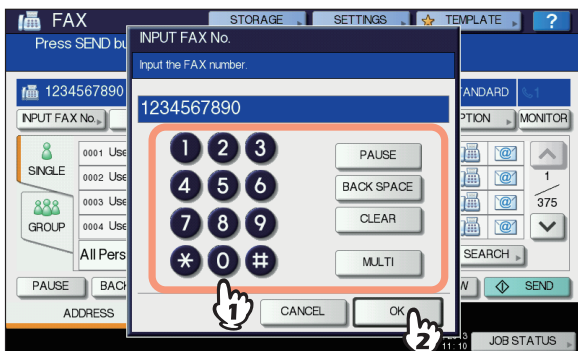 FAX
STORAGE
SETTINGS
TEMPLATE
?
Press SEND bu
INPUT FAX No.
Input the FAX number.
1234567890
ANDARD
1
INPUT FAX No.
PTION
MONITOR
1234567890
SINGLE
0001 Use
0002 Use
0003 Use
0004 Use
GROUP
All Pers
1 2 3
4 5 6
7 8 9
* 0 #
PAUSE
BACK SPACE
CLEAR
MULTI
1
375
SEARCH
PAUSE
BACK
W
SEND
ADDRESS
CANCEL
OK
1
2
11:10
JOB STATUS